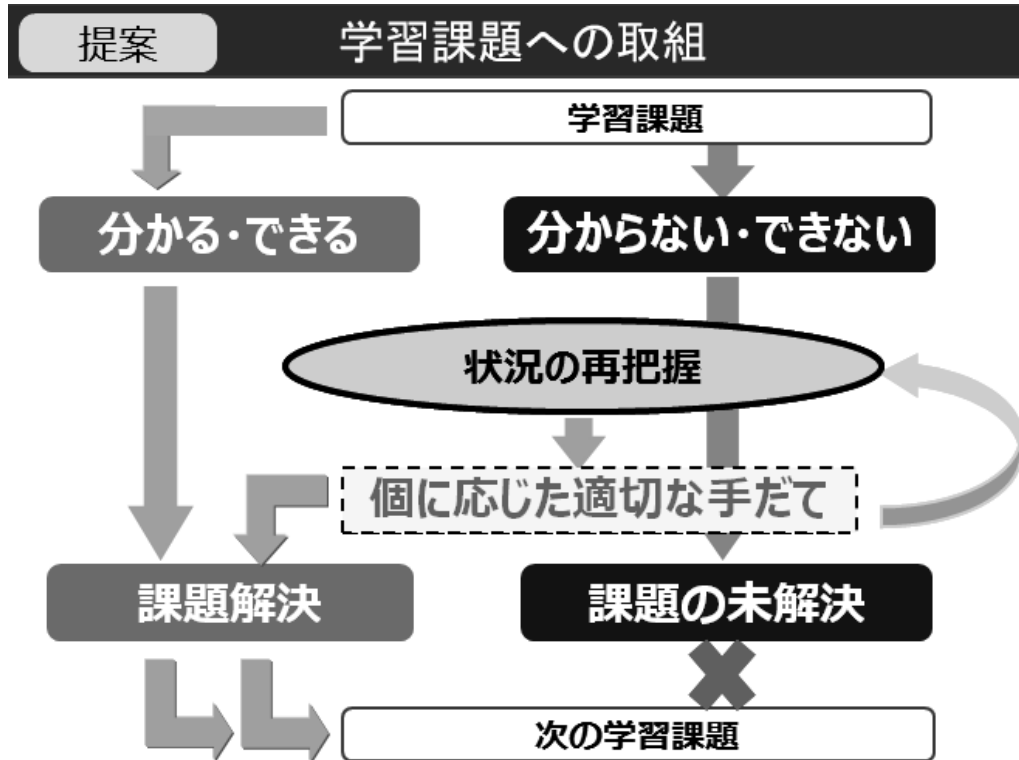 提案
学習課題への取組
学習課題
分かる・できる
分からない・できない
状況の再把握
個に応じた適切な手だて
課題解決
課題の未解決
次の学習課題